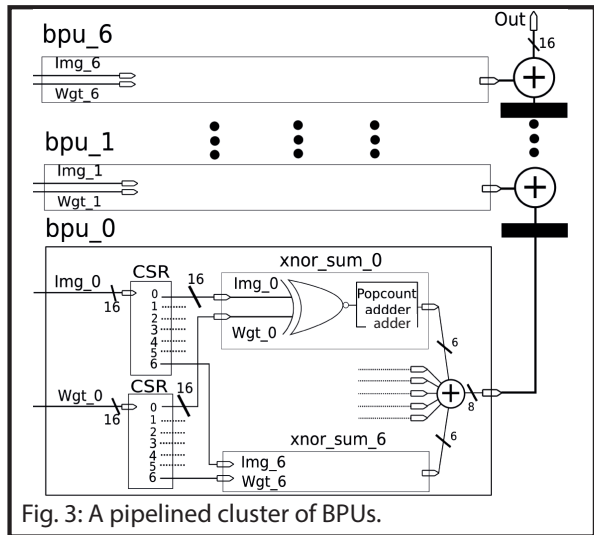 Out
bpu_6
16
Img_6
Wgt_6
bpu_1
Img_1
Wgt_1
bpu_0
xnor_sum_0
CSR
16
Img_0
Img_0
0
1
2
3
4
5
6
16
Popcount
addder
adder
Wgt_0
6
CSR
16
Wgt_0
0
1
2
3
4
5
6
16
8
6
xnor_sum_6
Img_6
Wgt_6
Fig. 3: A pipelined cluster of BPUs.